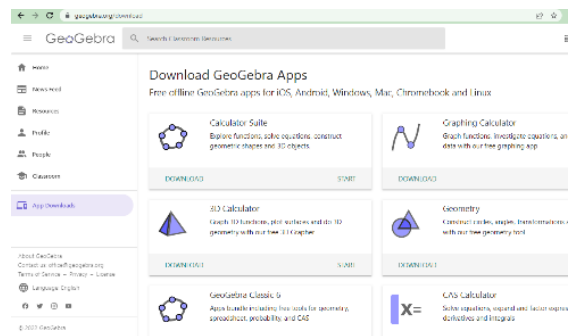 geogebra.org/download
GeoGebra
Search Classroom Resources
Home
News Feed
Resources
Profile
People
Classroom
App Downloads
About GeoGebra
Contact us: office@geogebra.org
Terms of Service – Privacy – License
Language: English
© 2022 GeoGebra
Download GeoGebra Apps
Free offline GeoGebra apps for iOS, Android, Windows, Mac, Chromebook and Linux
Calculator Suite
Explore functions, solve equations, construct
geometric shapes and 3D objects
DOWNLOAD
START
Graphing Calculator
Graph functions, investigate equations, an
data with our free graphing app
DOWNLOAD
3D Calculator
Graph 3D functions, plot surfaces and do 3D
geometry with our free 3D Grapher
DOWNLOAD
START
Geometry
Construct circles, angles, transformations
with our free geometry tool
DOWNLOAD
GeoGebra Classic 6
Apps bundle including free tools for geometry,
spreadsheet, probability, and CAS
X=
CAS Calculator
Solve equations, expand and factor expres
derivatives and integrals